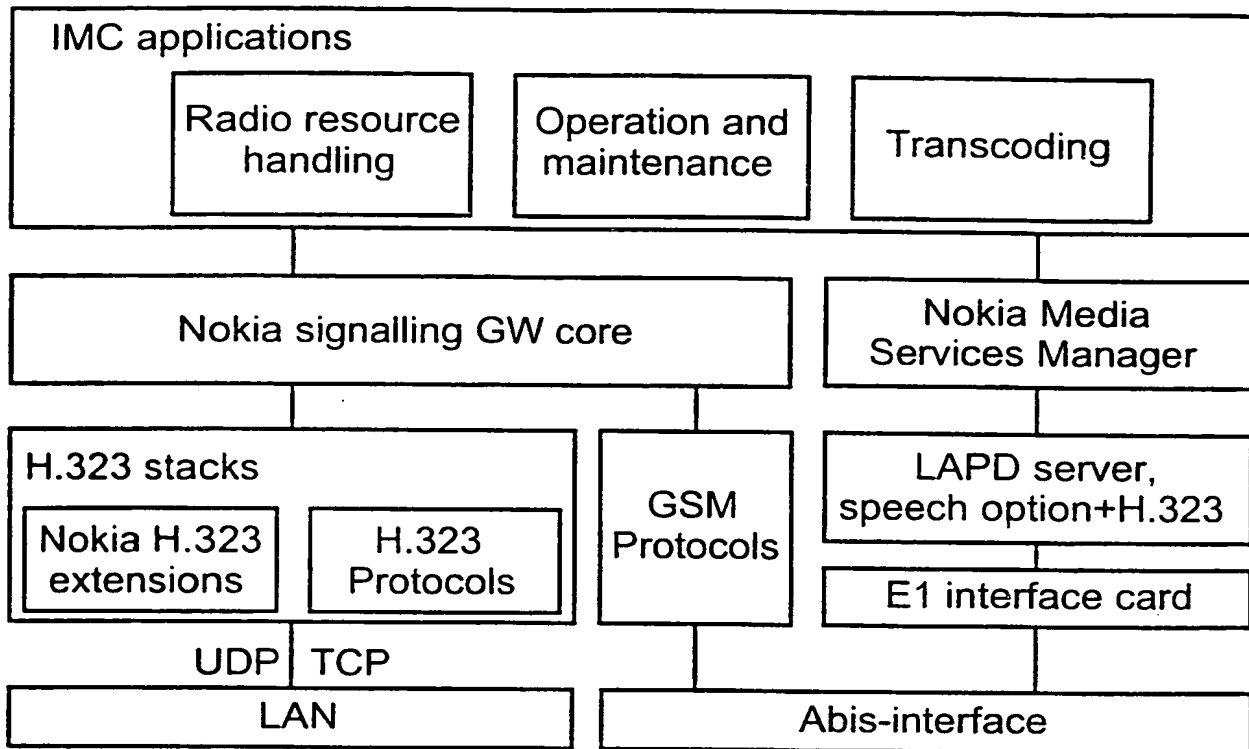 IMC applications
Radio resource
handling
Operation and
maintenance
Transcoding
Nokia signalling GW core
Nokia Media
Services Manager
H.323 stacks
Nokia H.323
extensions
H.323
Protocols
GSM
Protocols
LAPD server,
speech option+H.323
E1 interface card
UDP TCP
LAN
Abis-interface